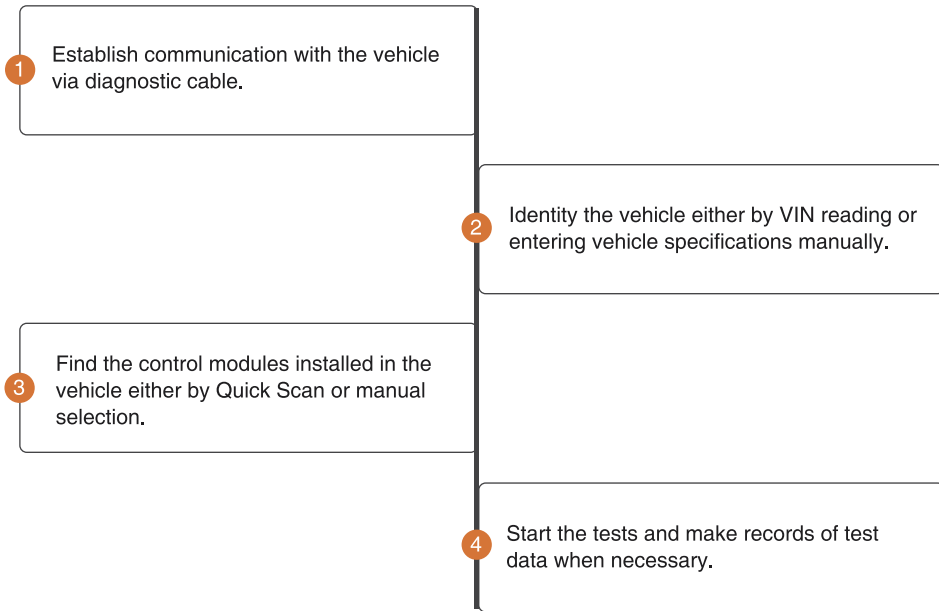 1
Establish communication with the vehicle
via diagnostic cable.
2
Identity the vehicle either by VIN reading or
entering vehicle specifications manually.
3
Find the control modules installed in the
vehicle either by Quick Scan or manual
selection.
4
Start the tests and make records of test
data when necessary.